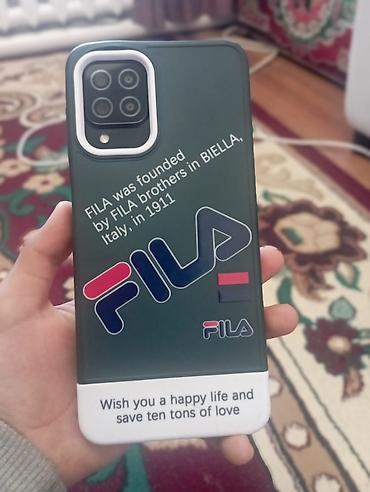 FILA was founded
by FILA brothers in BIELLA,
Italy, in 1911
FILA
FILA
Wish you a happy life and
save ten tons of love